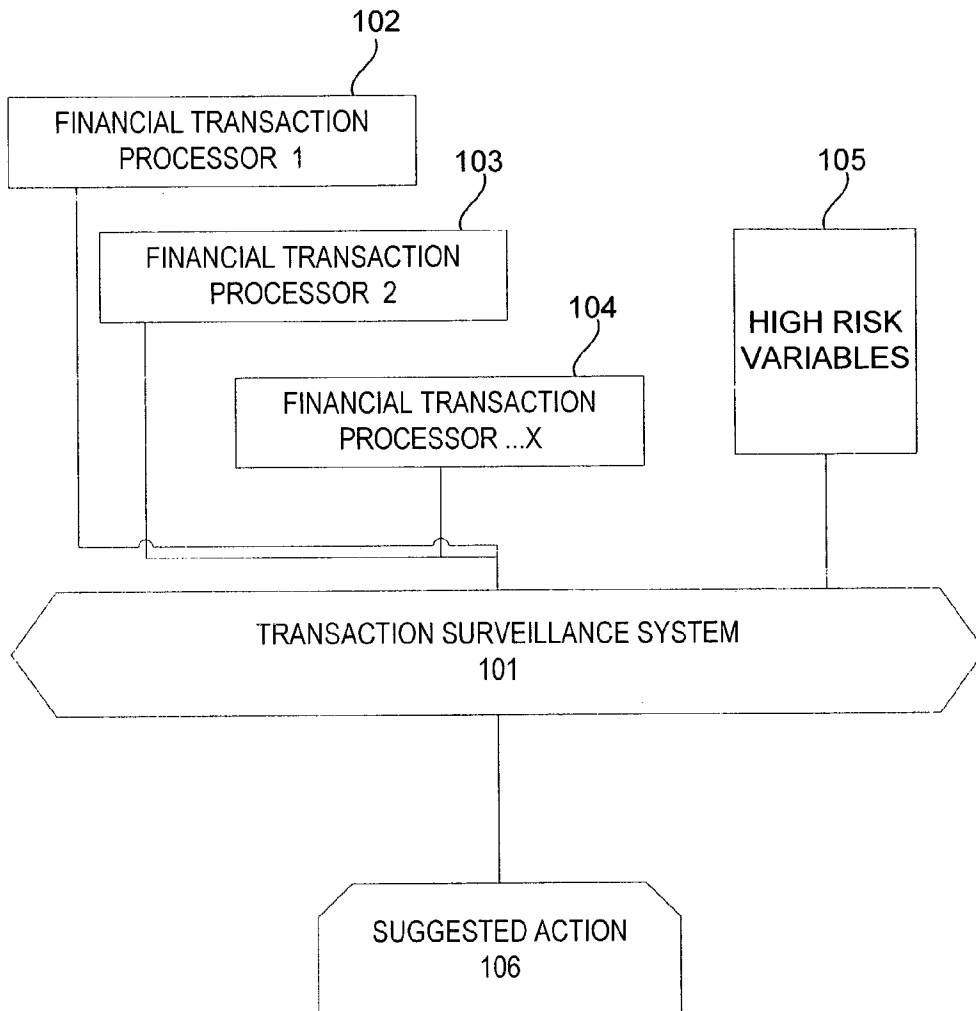 102
FINANCIAL TRANSACTION
PROCESSOR 1
103
FINANCIAL TRANSACTION
PROCESSOR 2
104
FINANCIAL TRANSACTION
PROCESSOR ...X
105
HIGH RISK
VARIABLES
TRANSACTION SURVEILLANCE SYSTEM
101
SUGGESTED ACTION
106